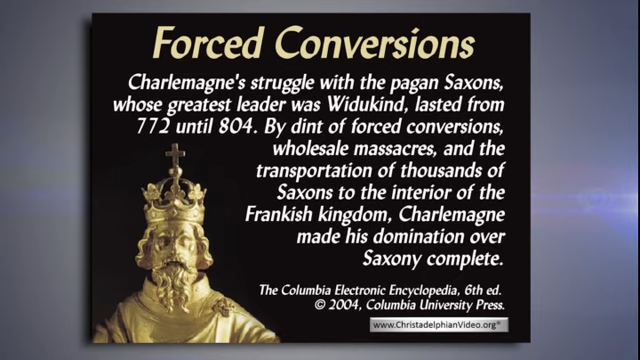 Forced Conversions
Charlemagne's struggle with the pagan Saxons,
whose greatest leader was Widukind, lasted from
772 until 804. By dint of forced conversions,
wholesale massacres, and the
transportation of thousands of
Saxons to the interior of the
Frankish kingdom, Charlemagne
made his domination over
Saxony complete.
The Columbia Electronic Encyclopedia, 6th ed.
© 2004, Columbia University Press.
www.ChristadelphianVideo.org®